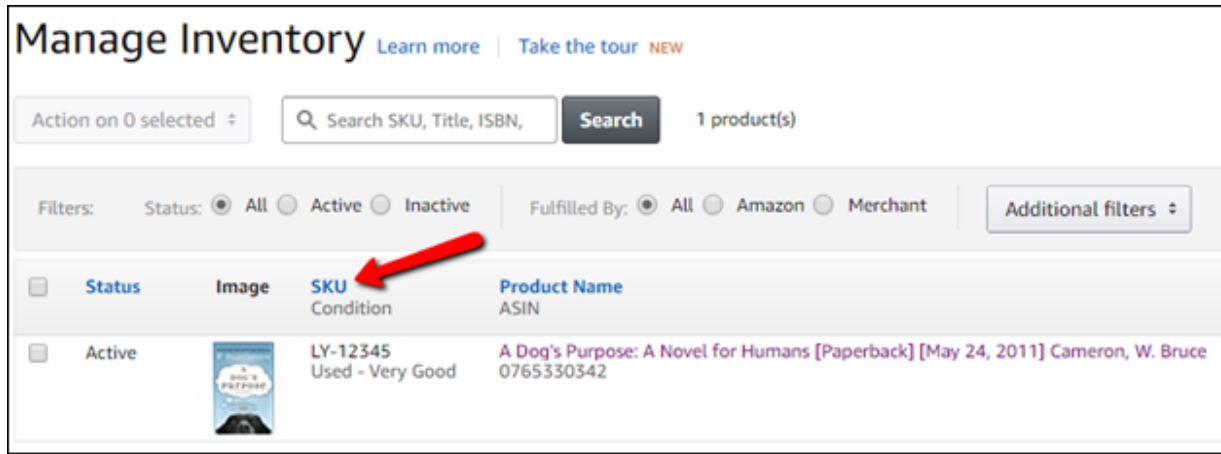 Manage Inventory Learn more Take the tour NEW
Action on 0 selected Search SKU, Title, ISBN, Search 1 product(s)
Filters: Status: All Active Inactive Fulfilled By: All Amazon Merchant Additional filters
Status Image SKU Product Name
Condition ASIN
Active LY-12345 A Dog's Purpose: A Novel for Humans [Paperback] [May 24, 2011] Cameron, W. Bruce
Used - Very Good 0765330342
A
DOG'S
PURPOSE